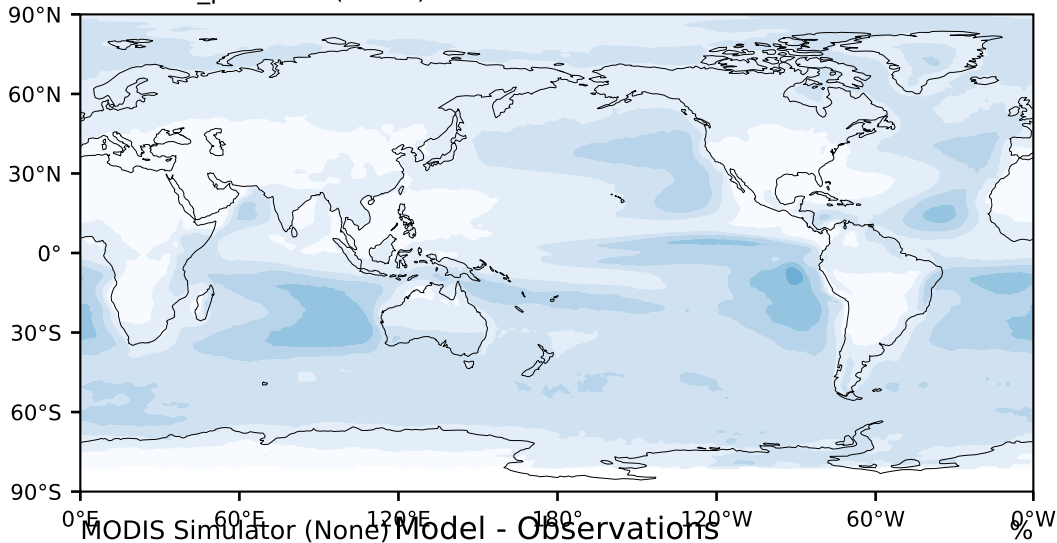 90°N
60°N
30°N
0°
30°S
60°S
90°S
0°E 60°E 120°E 180° 120°W 60°W 0°W
MODIS Simulator (None) Model - Observations %